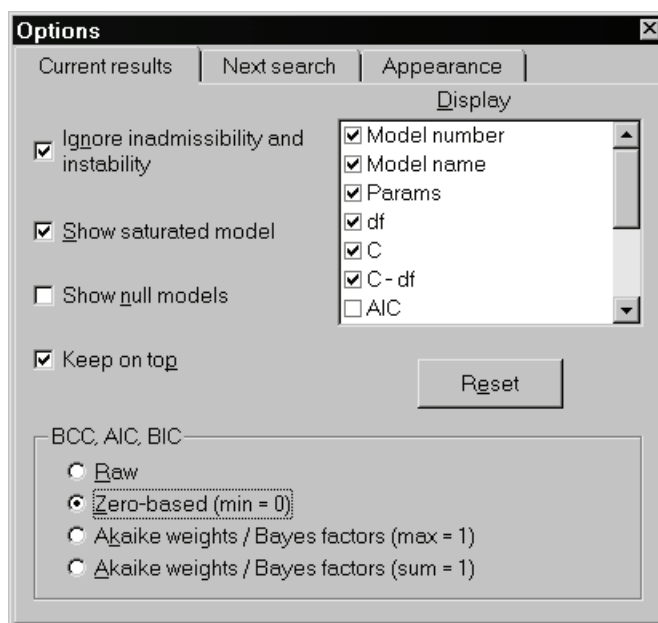 Options
Current results
Next search
Appearance
Display
Ignore inadmissibility and
instability
Show saturated model
Show null models
Keep on top
Model number
Model name
Params
df
C
C - df
AIC
Reset
BCC, AIC, BIC
Raw
Zero-based (min = 0)
Akaike weights / Bayes factors (max = 1)
Akaike weights / Bayes factors (sum = 1)